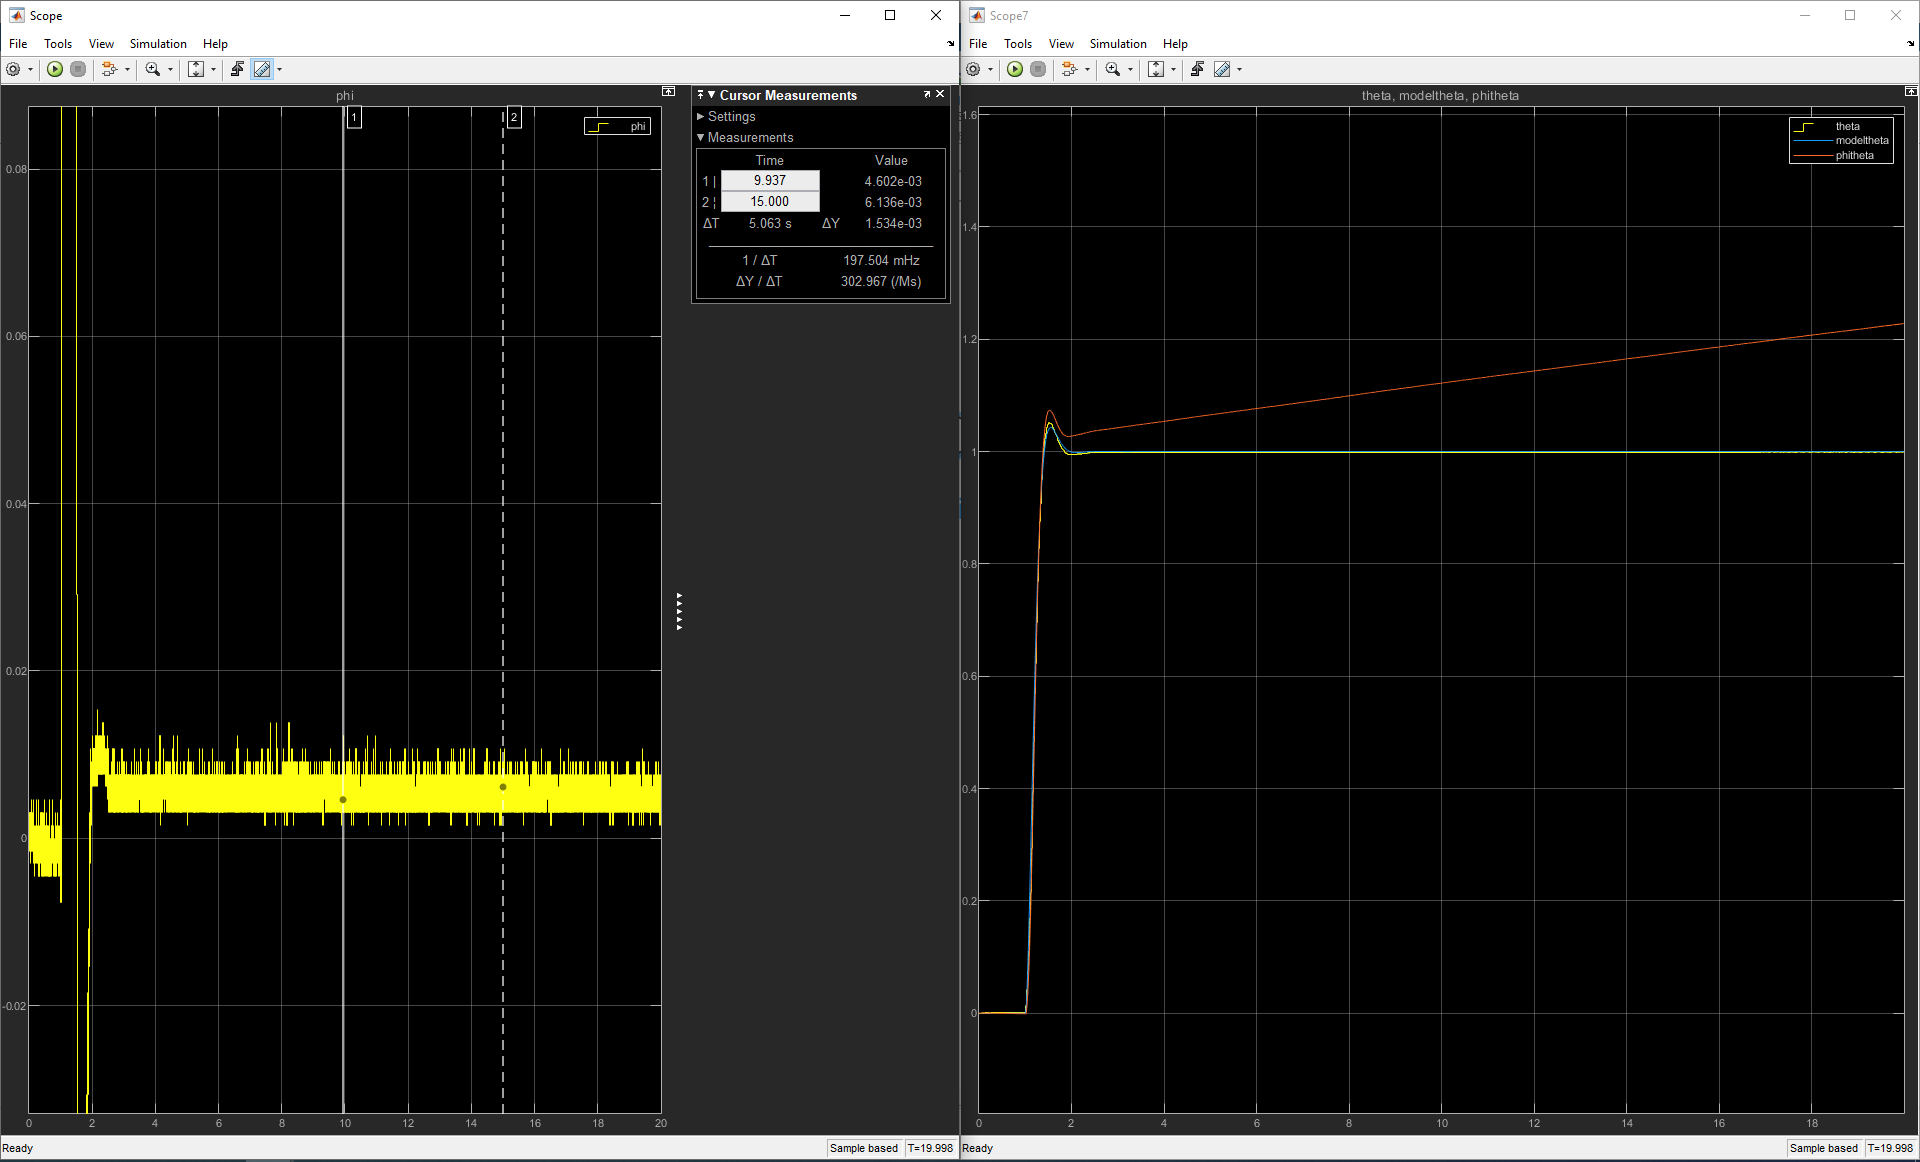 Scope
File Tools View Simulation Help
phi
1
2
phi
0.08
0.06
0.04
0.02
0
-0.02
0 2 4 6 8 10 12 14 16 18 20
Cursor Measurements
Settings
Measurements
Time Value
1 | 9.937 4.602e-03
2 ¦ 15.000 6.136e-03
ΔT 5.063 s ΔY 1.534e-03
1 / ΔT 197.504 mHz
ΔY / ΔT 302.967 (/Ms)
Ready Sample based T=19.998
Scope7
File Tools View Simulation Help
theta, modeltheta, phitheta
theta
modeltheta
phitheta
1.6
1.4
1.2
1
0.8
0.6
0.4
0.2
0
0 2 4 6 8 10 12 14 16 18
Ready Sample based T=19.998